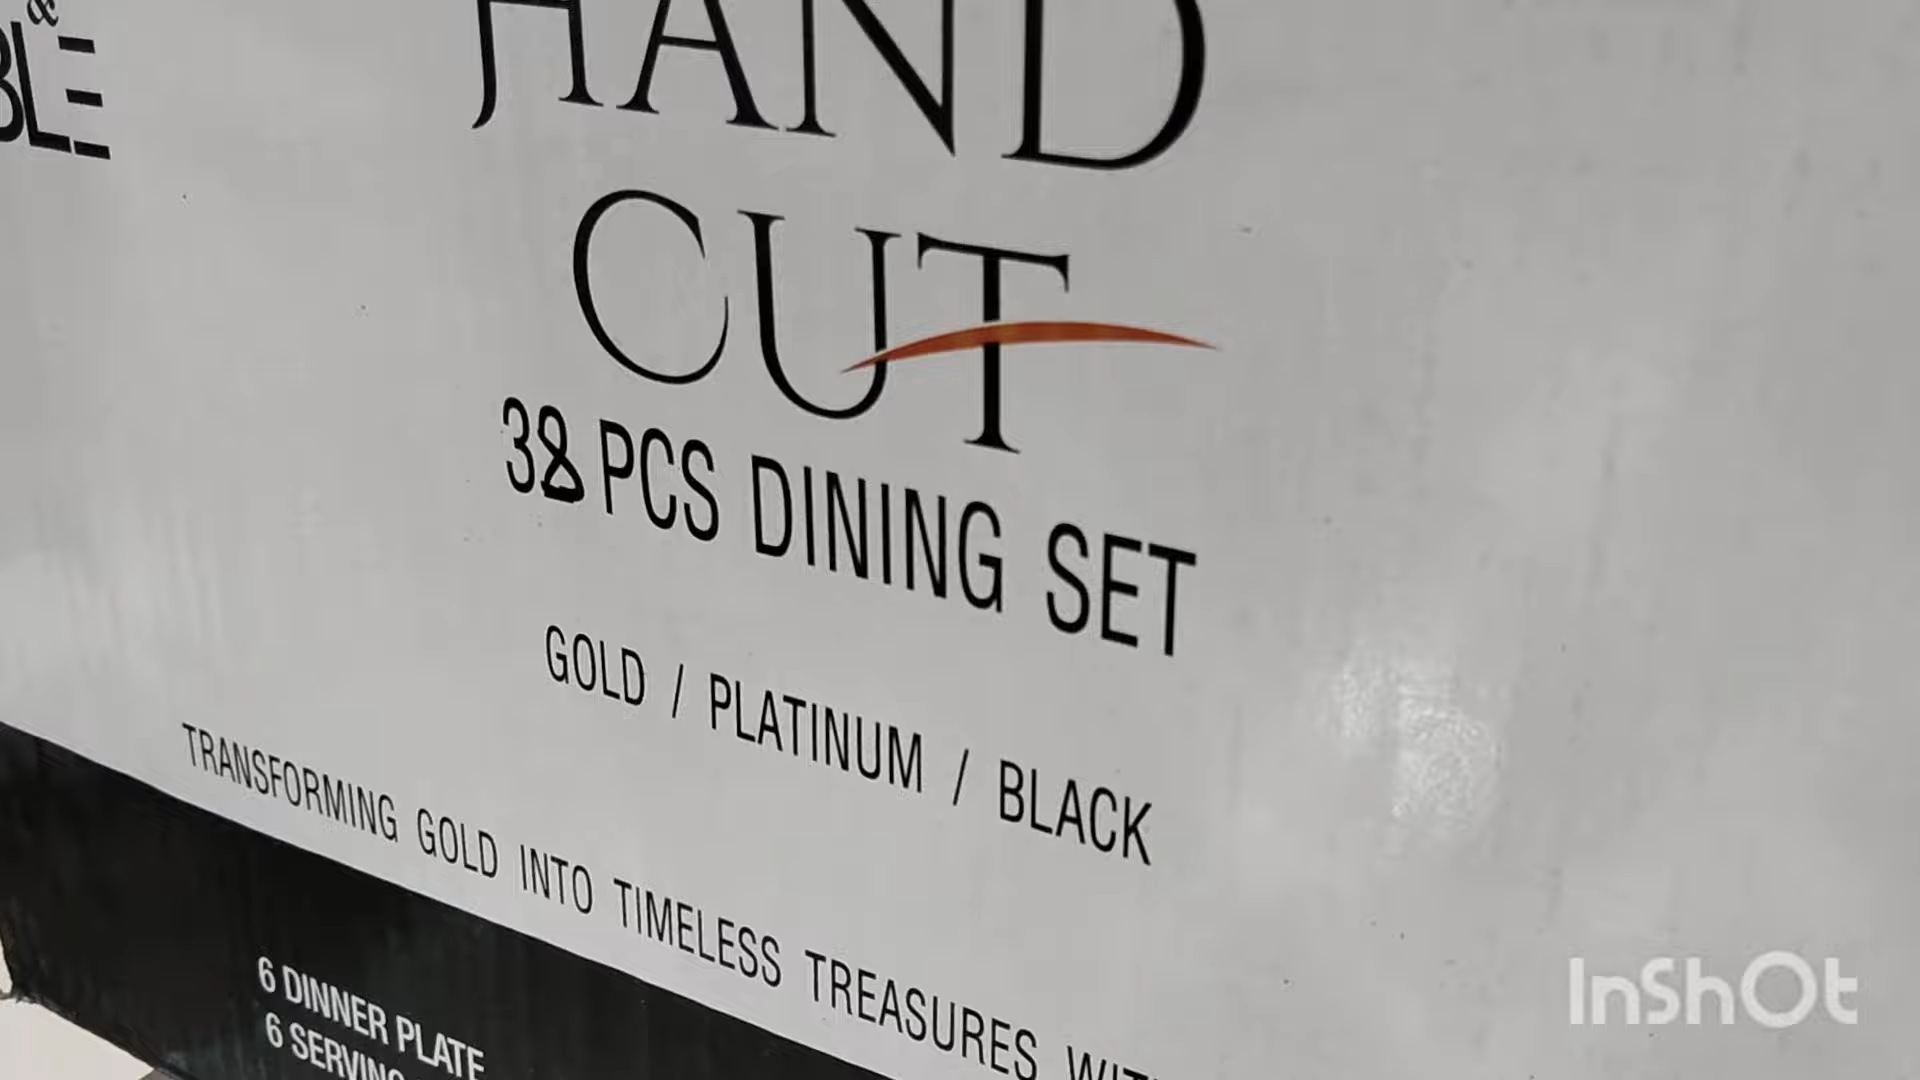 &
BLE
HAND
CUT
38 PCS DINING SET
GOLD / PLATINUM / BLACK
TRANSFORMING GOLD INTO TIMELESS TREASURES
6 DINNER PLATE
6 SERVING
InShOt